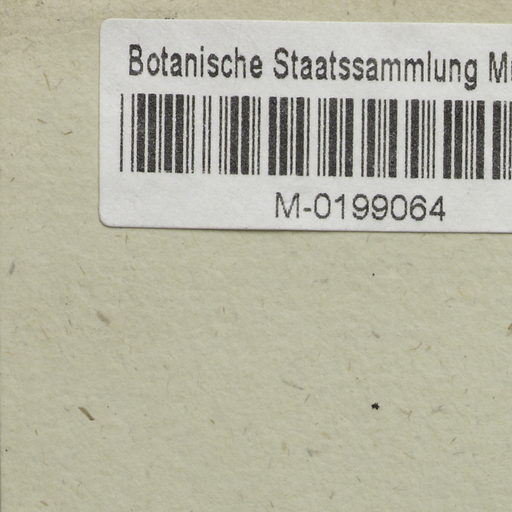 Botanische Staatssammlung
M-0199064